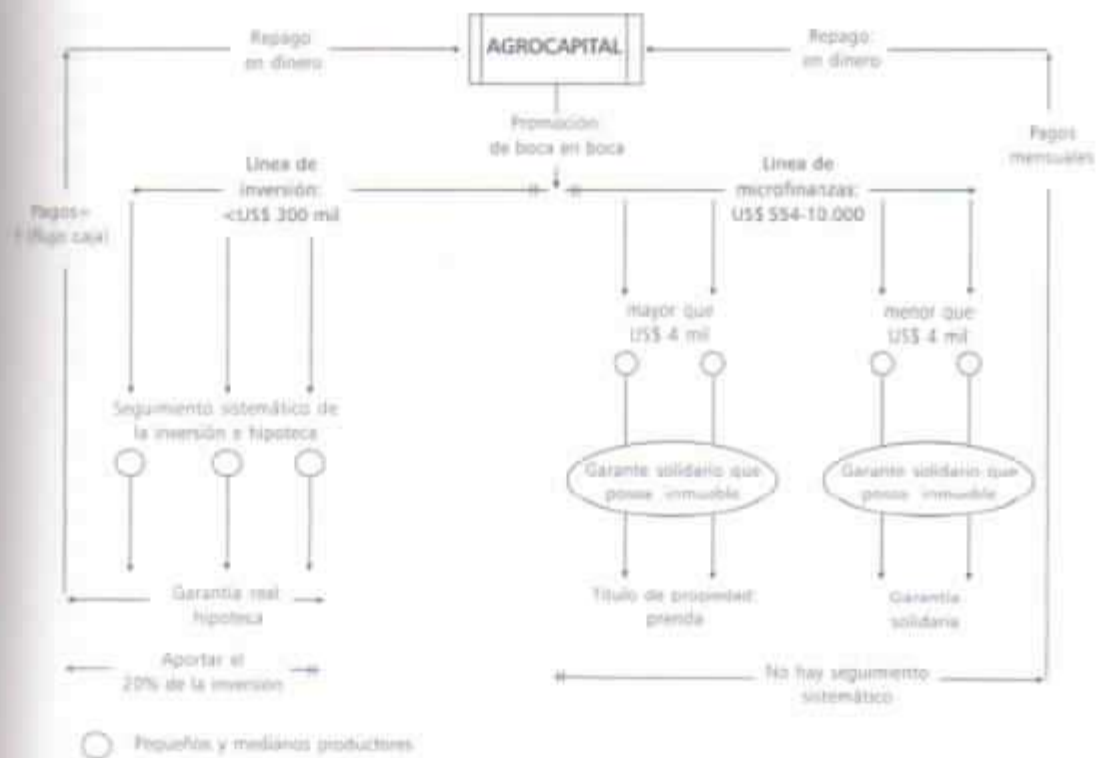 Repago
en dinero
AGROCAPITAL
Repago
en dinero
Promoción
de boca en boca
Pagos
mensuales
Línea de
inversión:
<US$ 300 mil
Línea de
microfinanzas:
US$ 554-10.000
Pagos=
f (flujo caja)
mayor que
US$ 4 mil
menor que
US$ 4 mil
Seguimiento sistemático de
la inversión e hipoteca
Garante solidario que
posee inmueble
Garante solidario que
posee inmueble
Garantía real
hipoteca
Título de propiedad:
prenda
Garantía
solidaria
Aportar el
20% de la inversión
No hay seguimiento
sistemático
Pequeños y medianos productores